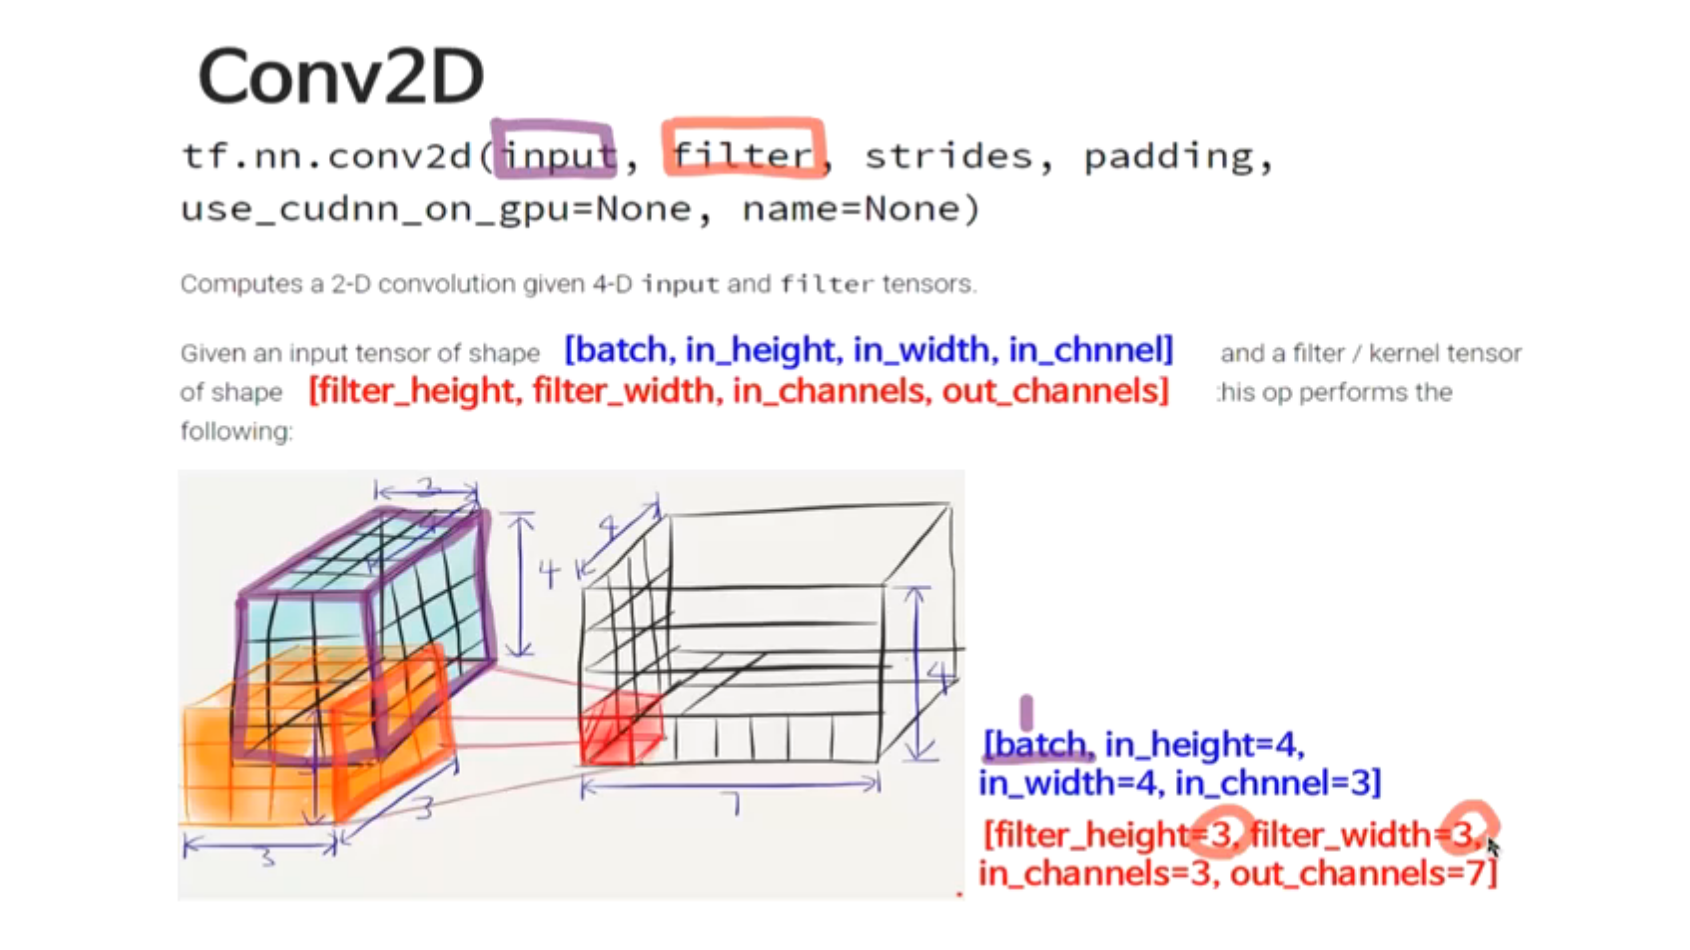 Conv2D
tf.nn.conv2d(input, filter, strides, padding,
use_cudnn_on_gpu=None, name=None)
Computes a 2-D convolution given 4-D input and filter tensors.
Given an input tensor of shape [batch, in_height, in_width, in_chnnel] and a filter / kernel tensor
of shape [filter_height, filter_width, in_channels, out_channels] :his op performs the
following:
3
4
4
4
7
3
3
[batch, in_height=4,
in_width=4, in_chnnel=3]
[filter_height=3, filter_width=3,
in_channels=3, out_channels=7]